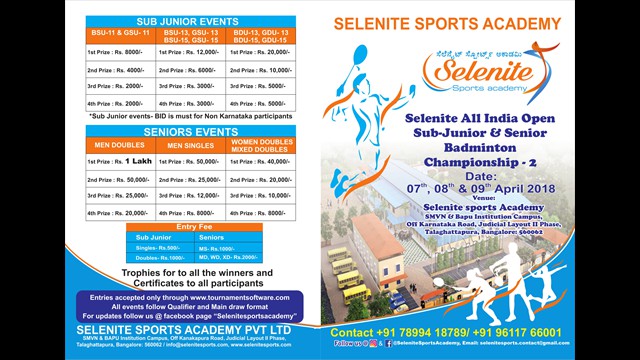 SUB JUNIOR EVENTS
BSU-11 & GSU- 11
BSU-13, GSU- 13
BSU-15, GSU- 15
BDU-13, GDU- 13
BDU-15, GDU-15
1st Prize : Rs. 8000/-
1st Prize : Rs. 12,000/-
1st Prize : Rs. 20,000/-
2nd Prize : Rs. 4000/-
2nd Prize : Rs. 6000/-
2nd Prize : Rs. 10,000/-
3rd Prize : Rs. 2000/-
3rd Prize : Rs. 3000/-
3rd Prize : Rs. 5000/-
4th Prize : Rs. 2000/-
4th Prize : Rs. 3000/-
4th Prize : Rs. 5000/-
*Sub Junior events- BID is must for Non Karnataka participants
SENIORS EVENTS
MEN DOUBLES
MEN SINGLES
WOMEN DOUBLES
MIXED DOUBLES
1st Prize : Rs. 1 Lakh
1st Prize : Rs. 50,000/-
1st Prize : Rs. 40,000/-
2nd Prize : Rs. 50,000/-
2nd Prize : Rs. 25,000/-
2nd Prize : Rs. 20,000/-
3rd Prize : Rs. 25,000/-
3rd Prize : Rs. 12,000/-
3rd Prize : Rs. 10,000/-
4th Prize : Rs. 20,000/-
4th Prize : Rs. 8000/-
4th Prize : Rs. 8000/-
Entry Fee
Sub Junior
Seniors
Singles- Rs.500/-
MS- Rs.1000/-
Doubles- Rs.1000/-
MD, WD, XD- Rs.2000/-
Trophies for to all the winners and
Certificates to all participants
Entries accepted only through www.tournamentsoftware.com
All events follow Qualifier and Main draw format
For updates follow us @ facebook page “Selenitesportsacademy”
SELENITE SPORTS ACADEMY PVT LTD
SMVN & BAPU Institution Campus, Off Kanakapura Road, Judicial Layout II Phase,
Talaghattapura, Bangalore: 560062 / info@selenitesports.com, www.selenitesports.com
SELENITE SPORTS ACADEMY
ಸೆಲೆನೈಟ್ ಸ್ಪೋರ್ಟ್ಸ್ ಅಕಾಡಮಿ
Selenite
Sports academy
Selenite All India Open
Sub-Junior & Senior
Badminton
Championship - 2
Date:
07th, 08th & 09th April 2018
Venue:
Selenite sports Academy
SMVN & Bapu Institution Campus,
Off Karnataka Road, Judicial Layout II Phase,
Talaghattapura, Bangalore: 560062
Contact +91 78994 18789/ +91 96117 66001
Follow us @ @SeleniteSportsAcademy, Email: selenitesports.contact@gmail.com